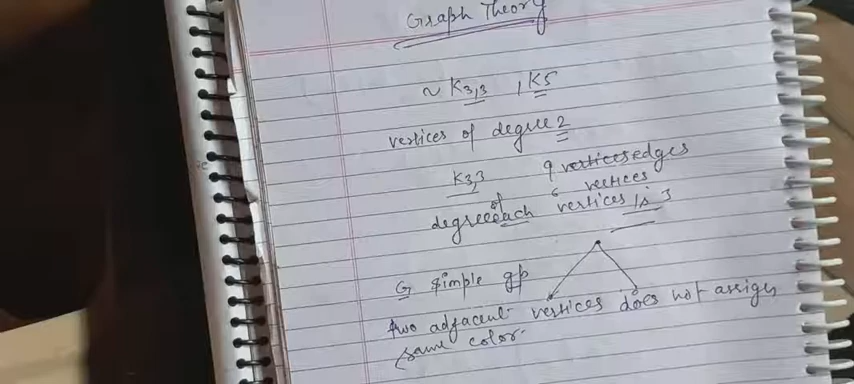 Graph Theory
~ K3,3 , K5
vertices of degree 2
K3,3 9 vertices edges
6 vertices
degree of each vertices is 3
G simple gp
two adjacent vertices does not assign
same color.